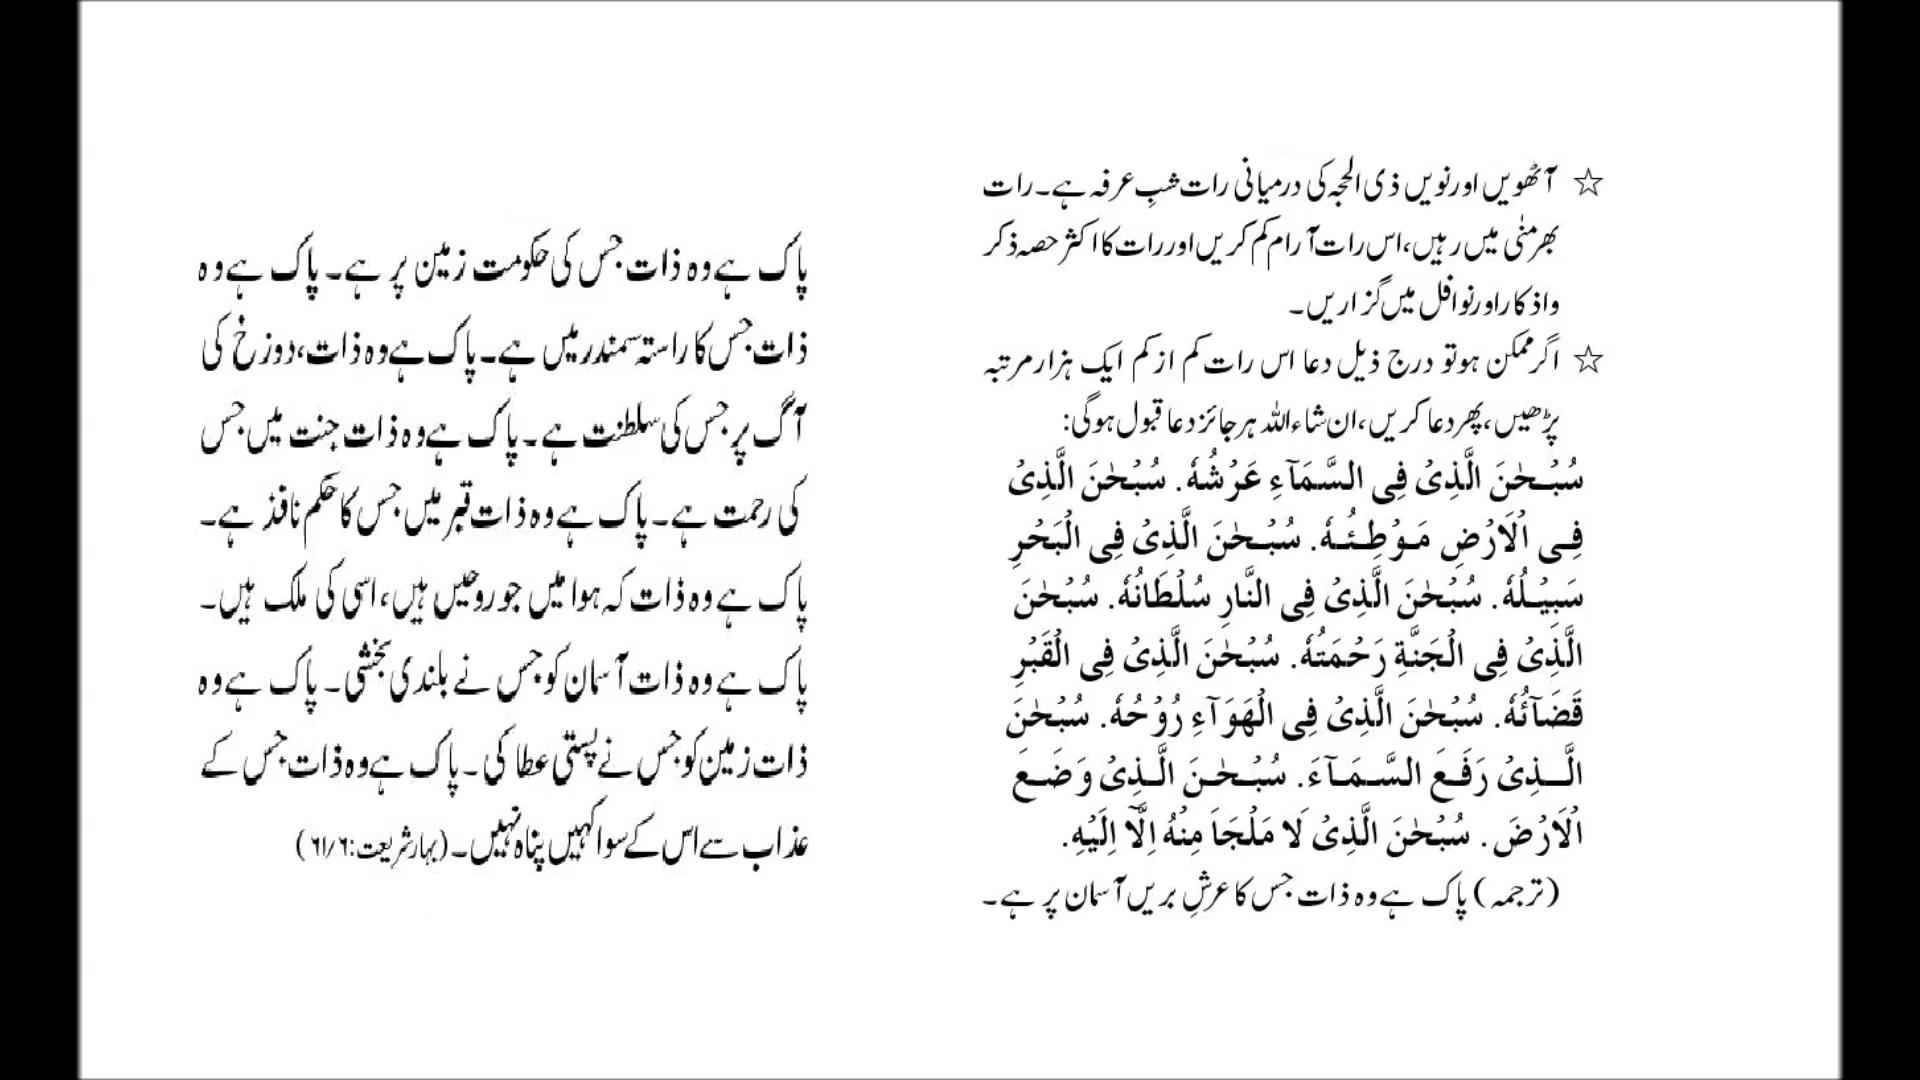 ☆ آٹھویں اور نویں ذی الحجہ کی درمیانی رات شبِ عرفہ ہے۔ رات
بھر منٰی میں رہیں، اس رات آرام کم کریں اور رات کا اکثر حصہ ذکر
واذکار اور نوافل میں گزاریں۔
☆ اگر ممکن ہو تو درج ذیل دعا اس رات کم از کم ایک ہزار مرتبہ
پڑھیں، پھر دعا کریں، ان شاء اللہ ہر جائز دعا قبول ہوگی:
سُبْحٰنَ الَّذِیْ فِی السَّمَآءِ عَرْشُهٗ. سُبْحٰنَ الَّذِیْ
فِی الْاَرْضِ مَوْطِئُهٗ. سُبْحٰنَ الَّذِیْ فِی الْبَحْرِ
سَبِیْلُهٗ. سُبْحٰنَ الَّذِیْ فِی النَّارِ سُلْطَانُهٗ. سُبْحٰنَ
الَّذِیْ فِی الْجَنَّةِ رَحْمَتُهٗ. سُبْحٰنَ الَّذِیْ فِی الْقَبْرِ
قَضَآئُهٗ. سُبْحٰنَ الَّذِیْ فِی الْهَوَآءِ رُوْحُهٗ. سُبْحٰنَ
الَّذِیْ رَفَعَ السَّمَآءَ. سُبْحٰنَ الَّذِیْ وَضَعَ
الْاَرْضَ. سُبْحٰنَ الَّذِیْ لَا مَلْجَاَ مِنْهُ اِلَّا اِلَیْهِ.
(ترجمہ) پاک ہے وہ ذات جس کا عرشِ بریں آسمان پر ہے۔
پاک ہے وہ ذات جس کی حکومت زمین پر ہے۔ پاک ہے وہ
ذات جس کا راستہ سمندر میں ہے۔ پاک ہے وہ ذات، دوزخ کی
آگ پر جس کی سلطنت ہے۔ پاک ہے وہ ذات جنت میں جس
کی رحمت ہے۔ پاک ہے وہ ذات قبر میں جس کا حکم نافذ ہے۔
پاک ہے وہ ذات کہ ہوا میں جو روحیں ہیں، اسی کی ملک ہیں۔
پاک ہے وہ ذات آسمان کو جس نے بلندی بخشی۔ پاک ہے وہ
ذات زمین کو جس نے پستی عطا کی۔ پاک ہے وہ ذات جس کے
عذاب سے اس کے سوا کہیں پناہ نہیں۔ (بہار شریعت: ۶/۶۱)